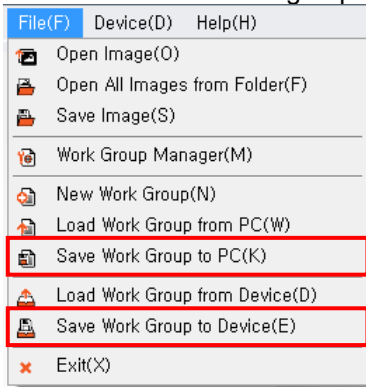 File(F) Device(D) Help(H)
Open Image(O)
Open All Images from Folder(F)
Save Image(S)
Work Group Manager(M)
New Work Group(N)
Load Work Group from PC(W)
Save Work Group to PC(K)
Load Work Group from Device(D)
Save Work Group to Device(E)
Exit(X)